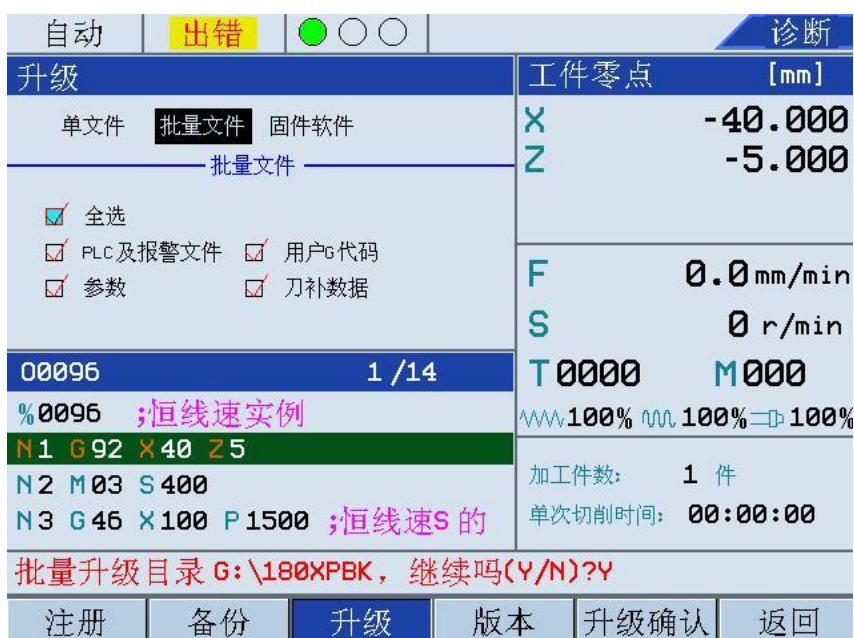 自动 出错 诊断
升级
单文件 批量文件 固件软件
批量文件
全选
PLC及报警文件 用户G代码
参数 刀补数据
O0096 1/14
%0096 ;恒线速实例
N1 G92 X40 Z5
N2 M03 S400
N3 G46 X100 P1500 ;恒线速S的
工件零点 [mm]
X -40.000
Z -5.000
F 0.0 mm/min
S 0 r/min
T0000 M000
100% 100% 100%
加工件数: 1 件
单次切削时间: 00:00:00
批量升级目录 G:\180XPBK, 继续吗(Y/N)?Y
注册 备份 升级 版本 升级确认 返回